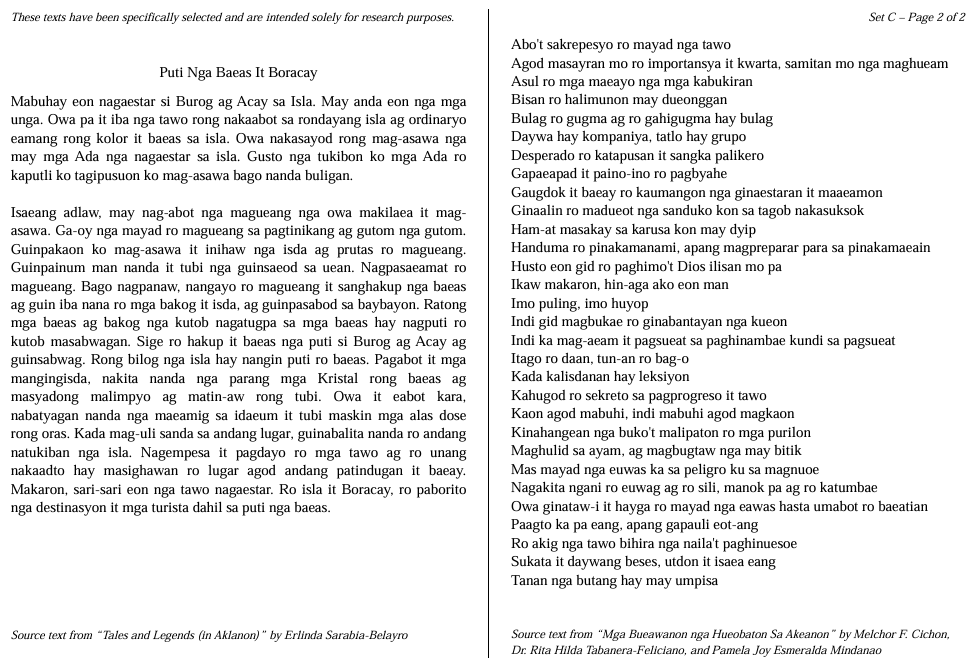 These texts have been specifically selected and are intended solely for research purposes.
Puti Nga Baeas It Boracay
Mabuhay eon nagaestar si Burog ag Acay sa Isla. May anda eon nga mga
unga. Owa pa it iba nga tawo rong nakaabot sa rondayang isla ag ordinaryo
eamang rong kolor it baeas sa isla. Owa nakasayod rong mag-asawa nga
may mga Ada nga nagaestar sa isla. Gusto nga tukibon ko mga Ada ro
kaputli ko tagipusuon ko mag-asawa bago nanda buligan.
Isaeang adlaw, may nag-abot nga magueang nga owa makilaea it mag-
asawa. Ga-oy nga mayad ro magueang sa pagtinikang ag gutom nga gutom.
Guinpakaon ko mag-asawa it inihaw nga isda ag prutas ro magueang.
Guinpainum man nanda it tubi nga guinsaeod sa uean. Nagpasaeamat ro
magueang. Bago nagpanaw, nangayo ro magueang it sanghakup nga baeas
ag guin iba nana ro mga bakog it isda, ag guinpasabod sa baybayon. Ratong
mga baeas ag bakog nga kutob nagatugpa sa mga baeas hay nagputi ro
kutob masabwagan. Sige ro hakup it baeas nga puti si Burog ag Acay ag
guinsabwag. Rong bilog nga isla hay nangin puti ro baeas. Pagabot it mga
mangingisda, nakita nanda nga parang mga Kristal rong baeas ag
masyadong malimpyo ag matin-aw rong tubi. Owa it eabot kara,
nabatyagan nanda nga maeamig sa idaeum it tubi maskin mga alas dose
rong oras. Kada mag-uli sanda sa andang lugar, guinabalita nanda ro andang
natukiban nga isla. Nagempesa it pagdayo ro mga tawo ag ro unang
nakaadto hay masighawan ro lugar agod andang patindugan it baeay.
Makaron, sari-sari eon nga tawo nagaestar. Ro isla it Boracay, ro paborito
nga destinasyon it mga turista dahil sa puti nga baeas.
Source text from “Tales and Legends (in Aklanon)” by Erlinda Sarabia-Belayro
Set C – Page 2 of 2
Abo't sakrepesyo ro mayad nga tawo
Agod masayran mo ro importansya it kwarta, samitan mo nga maghueam
Asul ro mga maeayo nga mga kabukiran
Bisan ro halimunon may dueonggan
Bulag ro gugma ag ro gahigugma hay bulag
Daywa hay kompaniya, tatlo hay grupo
Desperado ro katapusan it sangka palikero
Gapaeapad it paino-ino ro pagbyahe
Gaugdok it baeay ro kaumangon nga ginaestaran it maaeamon
Ginaalin ro madueot nga sanduko kon sa tagob nakasuksok
Ham-at masakay sa karusa kon may dyip
Handuma ro pinakamanami, apang magpreparar para sa pinakamaeain
Husto eon gid ro paghimo't Dios ilisan mo pa
Ikaw makaron, hin-aga ako eon man
Imo puling, imo huyop
Indi gid magbukae ro ginabantayan nga kueon
Indi ka mag-aeam it pagsueat sa paghinambae kundi sa pagsueat
Itago ro daan, tun-an ro bag-o
Kada kalisdanan hay leksiyon
Kahugod ro sekreto sa pagprogreso it tawo
Kaon agod mabuhi, indi mabuhi agod magkaon
Kinahangean nga buko't malipaton ro mga purilon
Maghulid sa ayam, ag magbugtaw nga may bitik
Mas mayad nga euwas ka sa peligro ku sa magnuoe
Nagakita ngani ro euwag ag ro sili, manok pa ag ro katumbae
Owa ginataw-i it hayga ro mayad nga eawas hasta umabot ro baeatian
Paagto ka pa eang, apang gapauli eot-ang
Ro akig nga tawo bihira nga naila't paghinuesoe
Sukata it daywang beses, utdon it isaea eang
Tanan nga butang hay may umpisa
Source text from “Mga Bueawanon nga Hueobaton Sa Akeanon” by Melchor F. Cichon,
Dr. Rita Hilda Tabanera-Feliciano, and Pamela Joy Esmeralda Mindanao